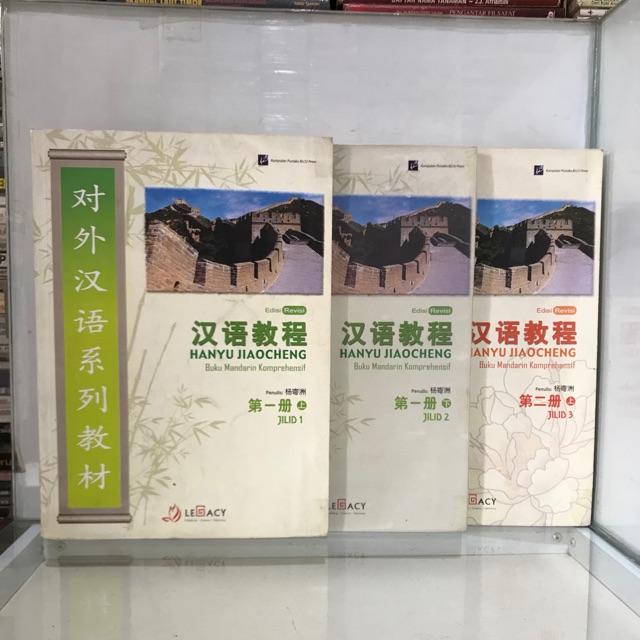 对外汉语系列教材
Edisi Revisi
汉语教程
HANYU JIAOCHENG
Buku Mandarin Komprehensif
Penulis: 杨寄洲
第一册 上
JILID 1
LEGACY
Edisi Revisi
汉语教程
HANYU JIAOCHENG
Buku Mandarin Komprehensif
Penulis: 杨寄洲
第一册 下
JILID 2
LEGACY
Edisi Revisi
汉语教程
HANYU JIAOCHENG
Buku Mandarin Komprehensif
Penulis: 杨寄洲
第二册 上
JILID 3
LEGACY